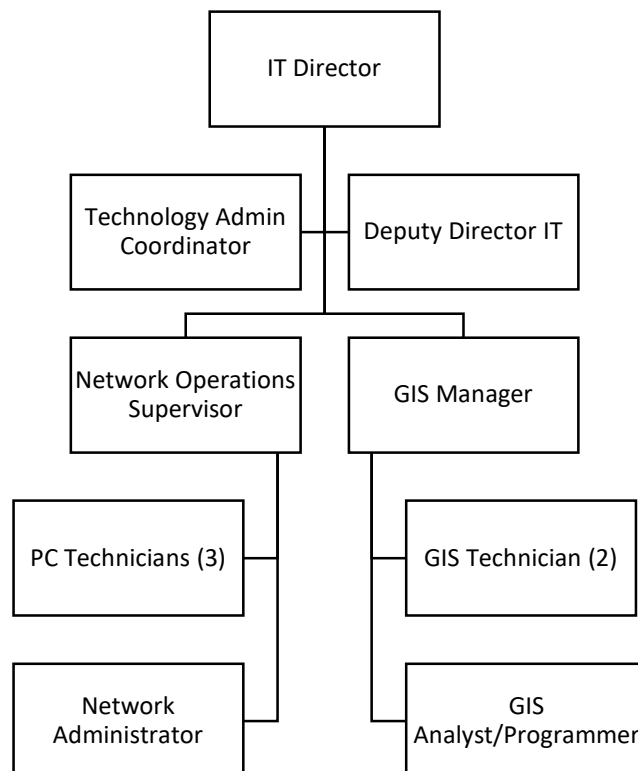 IT Director
Technology Admin
Coordinator
Deputy Director IT
Network Operations
Supervisor
GIS Manager
PC Technicians (3)
GIS Technician (2)
Network
Administrator
GIS
Analyst/Programmer